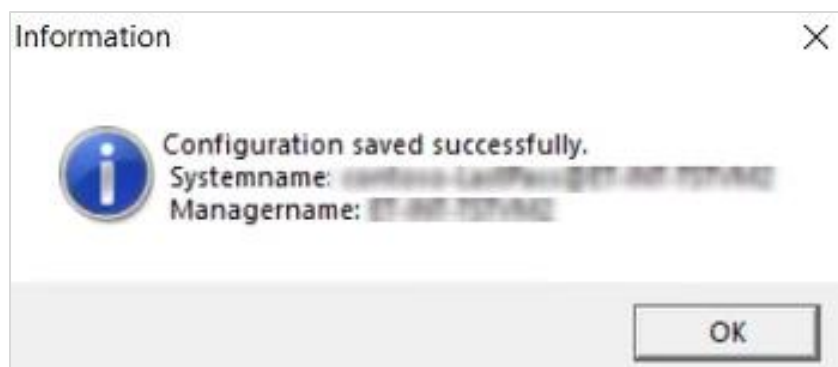 Information
Configuration saved successfully.
Systemname:
Managername:
OK